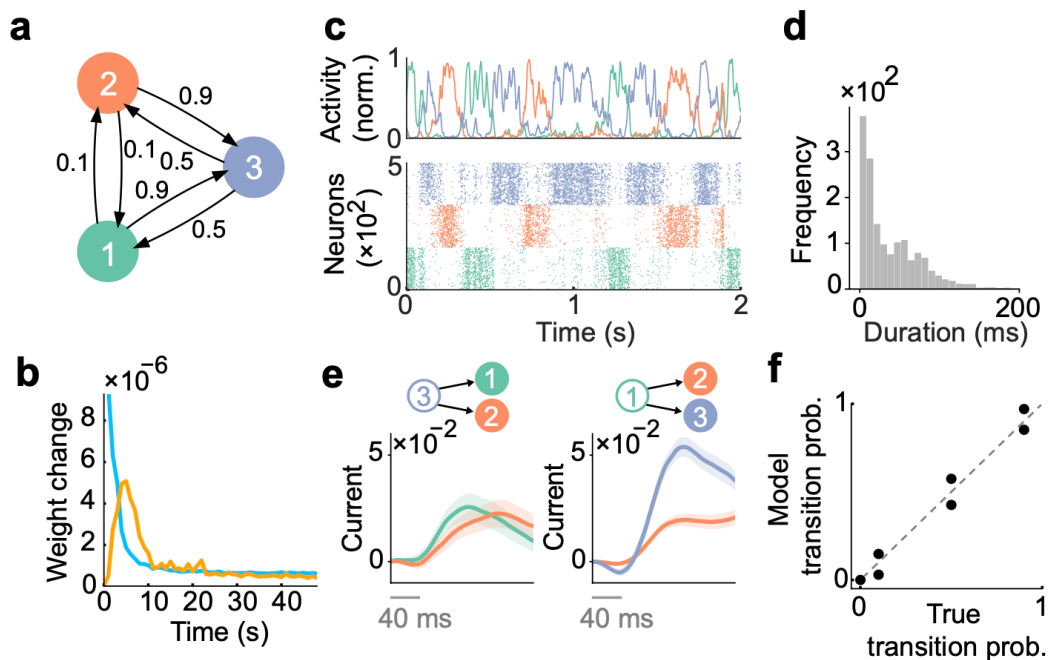 a
2
0.9
3
0.1
0.1
0.5
0.9
0.5
1
b
×10⁻⁶
8
6
4
2
0
Weight change
0 10 20 30 40
Time (s)
c
Activity
(norm.)
1
0
Neurons
(×10²)
5
0
0 1 2
Time (s)
d
×10²
3
2
1
0
Frequency
0 200
Duration (ms)
e
3
1
2
×10⁻²
5
0
Current
40 ms
1
2
3
×10⁻²
5
0
Current
40 ms
f
Model
transition prob.
1
0
0 1
True
transition prob.